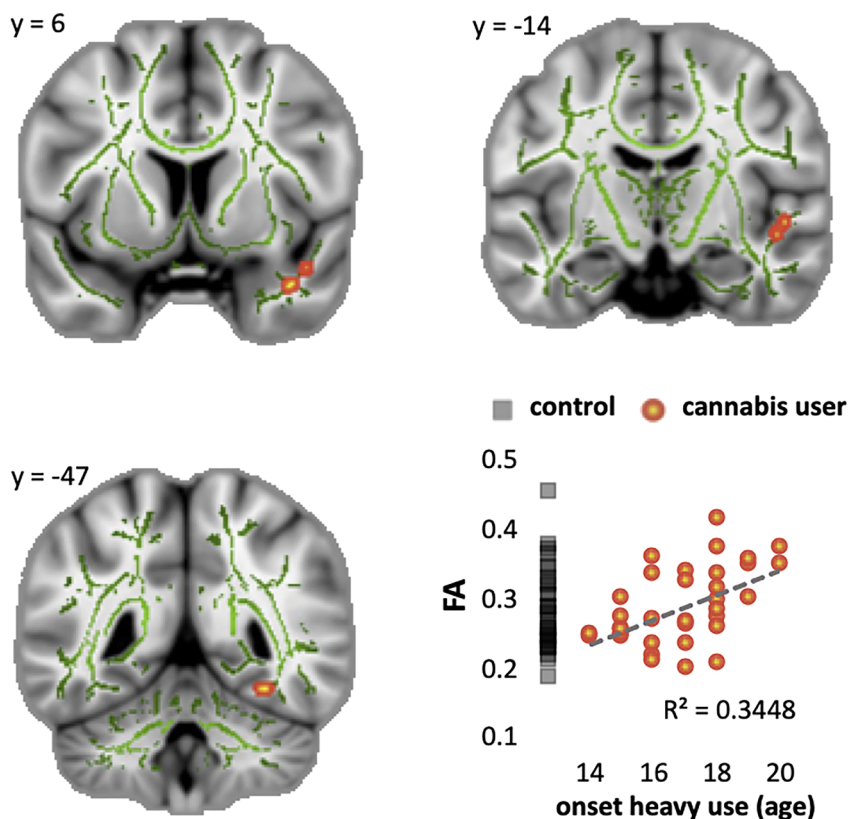 y = 6
y = -14
y = -47
control
cannabis user
0.5
0.4
0.3
0.2
0.1
FA
R² = 0.3448
14 16 18 20
onset heavy use (age)